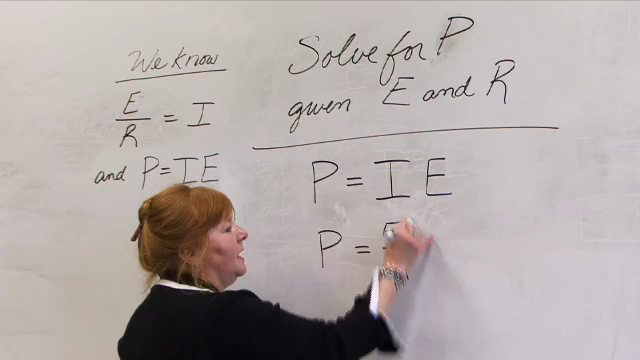 We know
E/R = I
and P = IE
Solve for P
given E and R
P = I E
P =